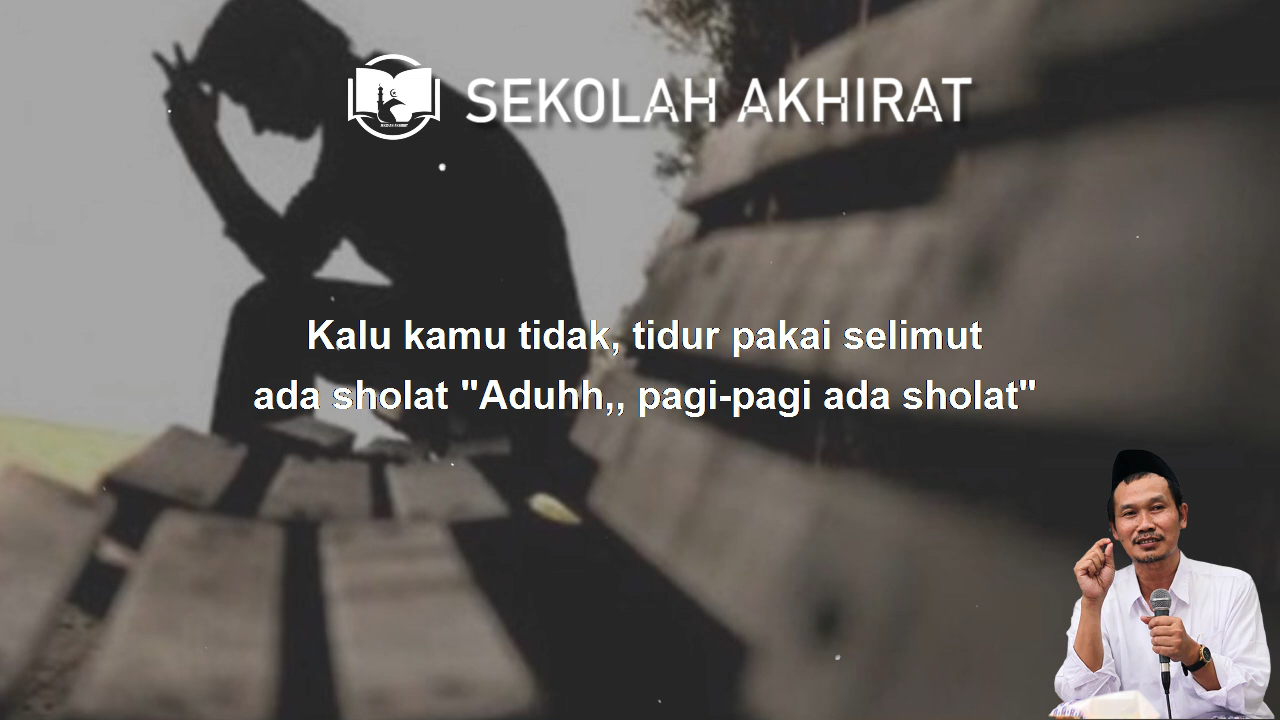 SEKOLAH AKHIRAT
Kalu kamu tidak, tidur pakai selimut
ada sholat "Aduhh,, pagi-pagi ada sholat"